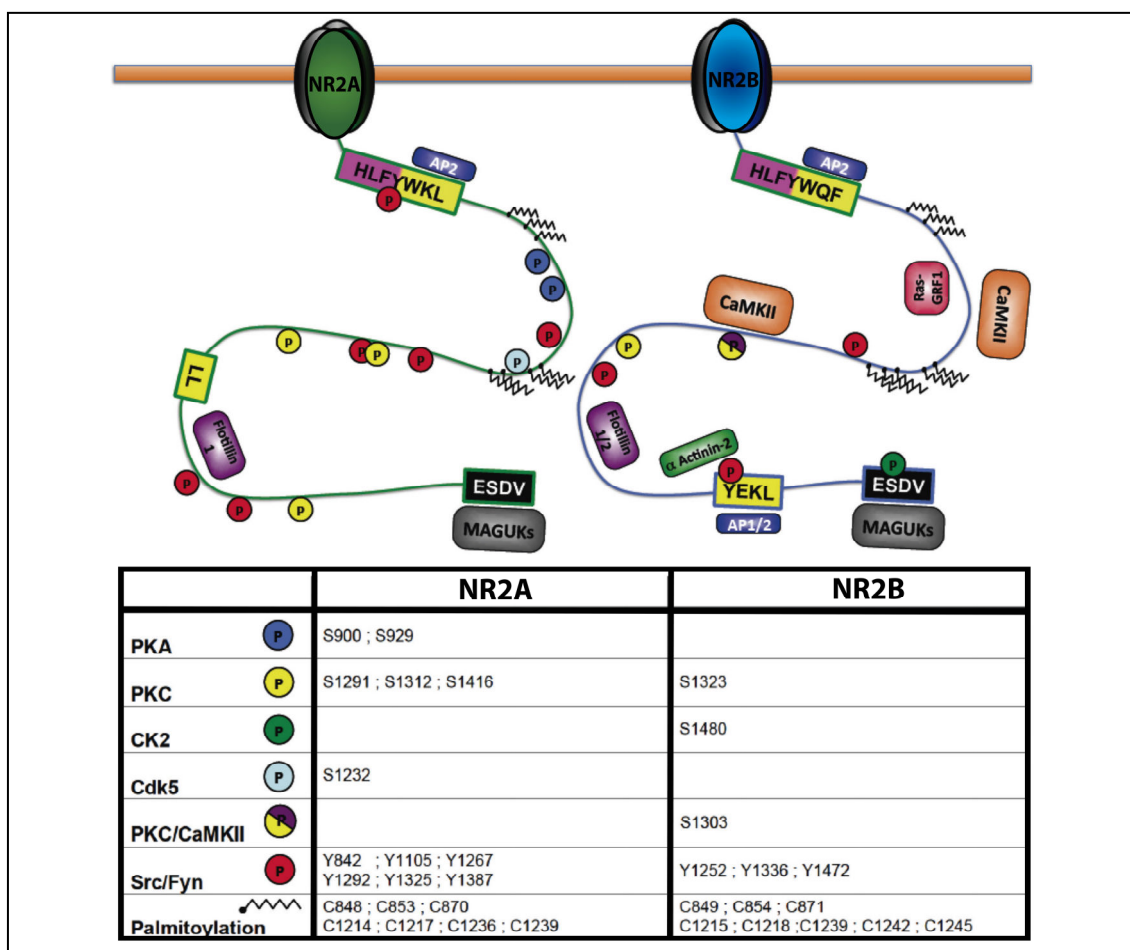 NR2A
NR2B
AP2
HLFYWKL
P
AP2
HLFYWQF
P
P
P
P
P
P
P
P
LL
Flotillin
1
P
P
P
ESDV
MAGUKs
Ras-
GRF1
CaMKII
CaMKII
P
P
P
P
Flotillin
1/2
α Actinin-2
P
YEKL
AP1/2
P
ESDV
MAGUKs
NR2A NR2B
PKA P S900 ; S929
PKC P S1291 ; S1312 ; S1416 S1323
CK2 P S1480
Cdk5 P S1232
PKC/CaMKII P S1303
Src/Fyn P Y842 ; Y1105 ; Y1267
Y1292 ; Y1325 ; Y1387
Y1252 ; Y1336 ; Y1472
Palmitoylation C848 ; C853 ; C870
C1214 ; C1217 ; C1236 ; C1239
C849 ; C854 ; C871
C1215 ; C1218 ;C1239 ; C1242 ; C1245